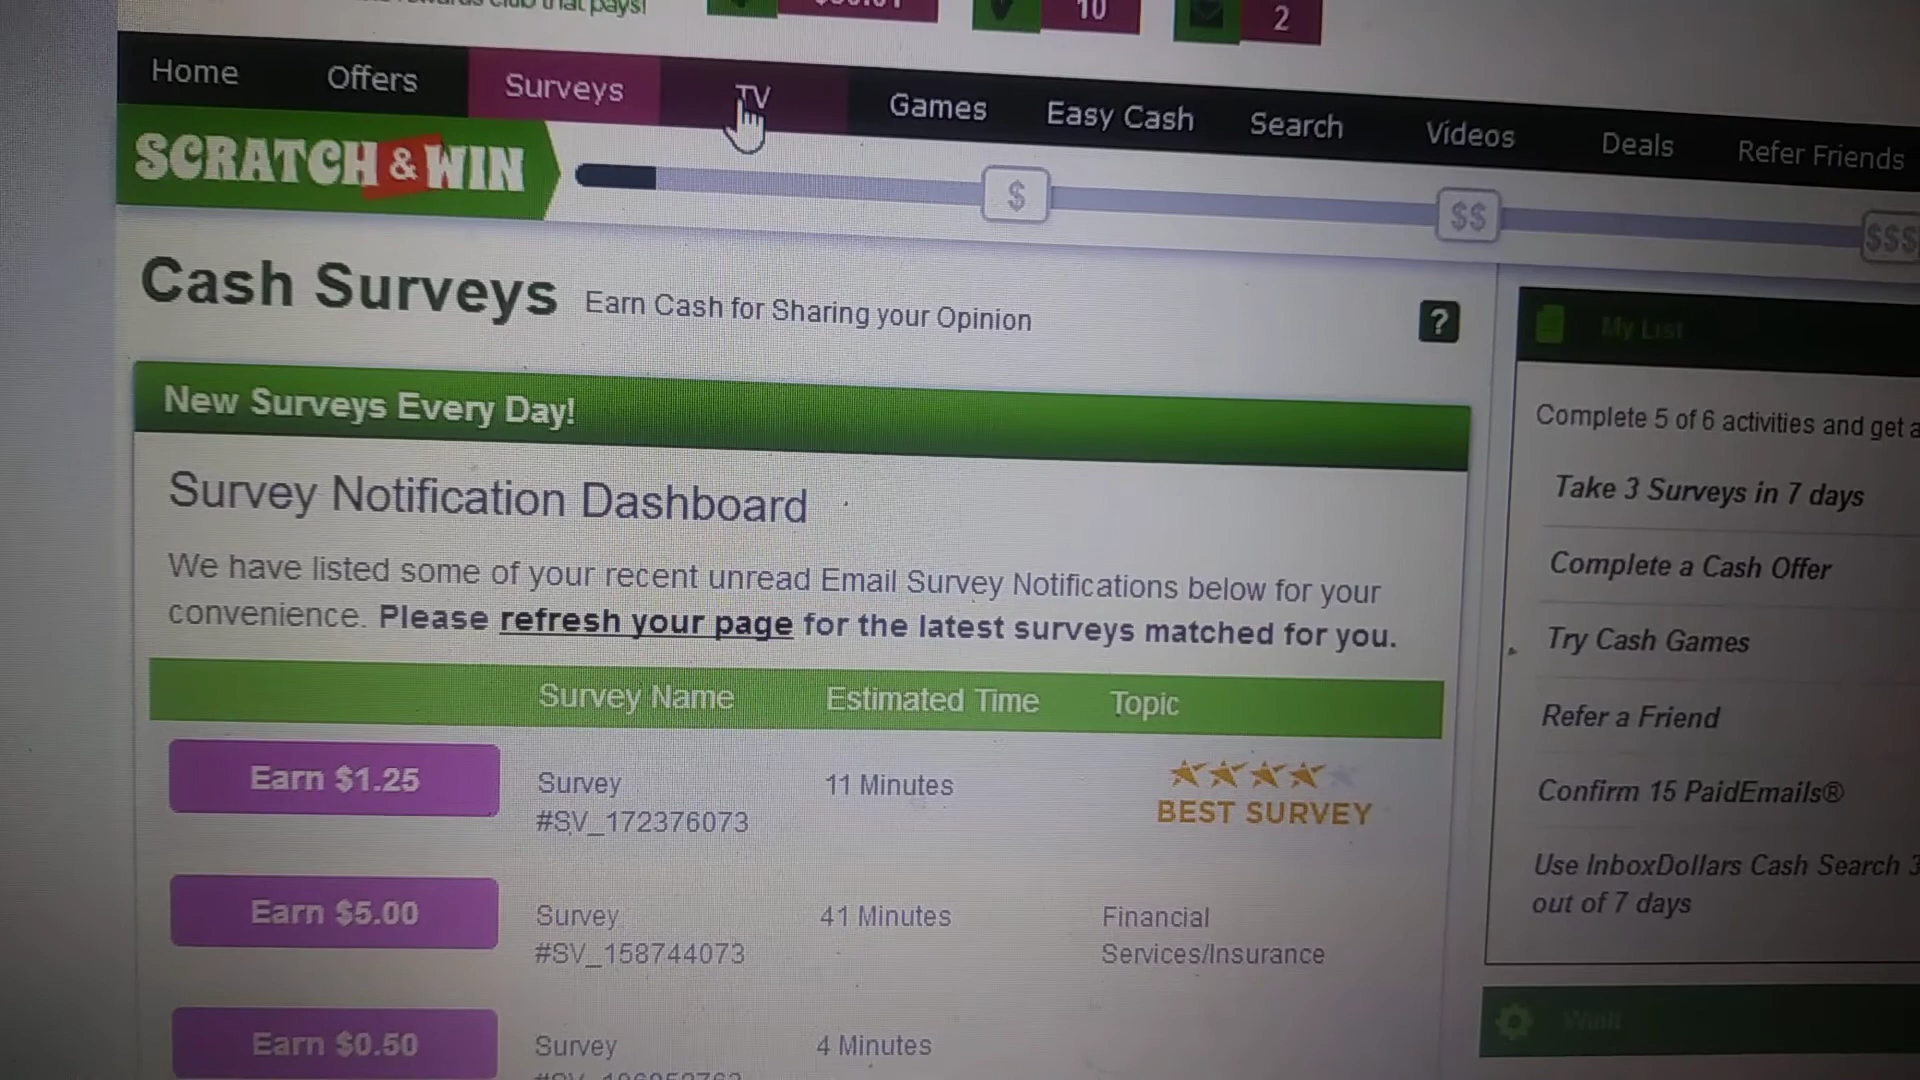 club that pays!
10
2
Home Offers Surveys TV Games Easy Cash Search Videos Deals Refer Friends
SCRATCH & WIN
$ $$ $$$
Cash Surveys Earn Cash for Sharing your Opinion
?
New Surveys Every Day!
Survey Notification Dashboard
We have listed some of your recent unread Email Survey Notifications below for your
convenience. Please refresh your page for the latest surveys matched for you.
Survey Name Estimated Time Topic
Earn $1.25 Survey 11 Minutes
#SV_172376073
BEST SURVEY
Earn $5.00 Survey 41 Minutes Financial
#SV_158744073 Services/Insurance
Earn $0.50 Survey 4 Minutes
My List
Complete 5 of 6 activities and get a
Take 3 Surveys in 7 days
Complete a Cash Offer
Try Cash Games
Refer a Friend
Confirm 15 PaidEmails®
Use InboxDollars Cash Search 3
out of 7 days